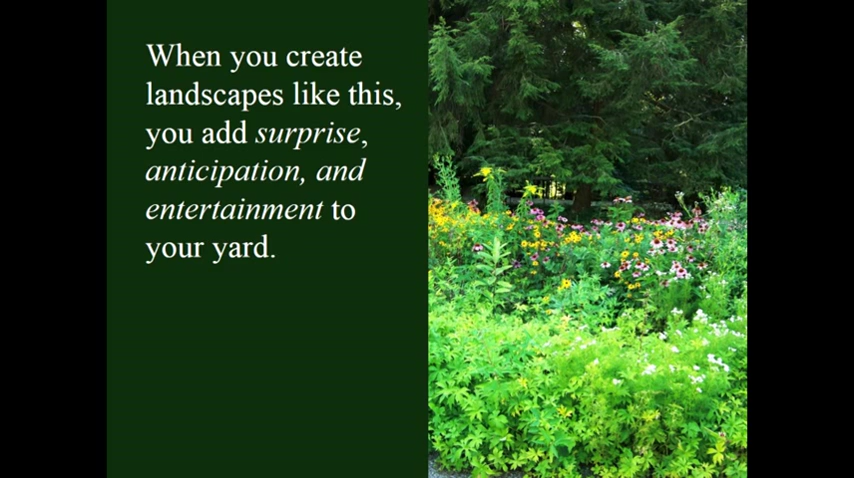 When you create
landscapes like this,
you add surprise,
anticipation, and
entertainment to
your yard.